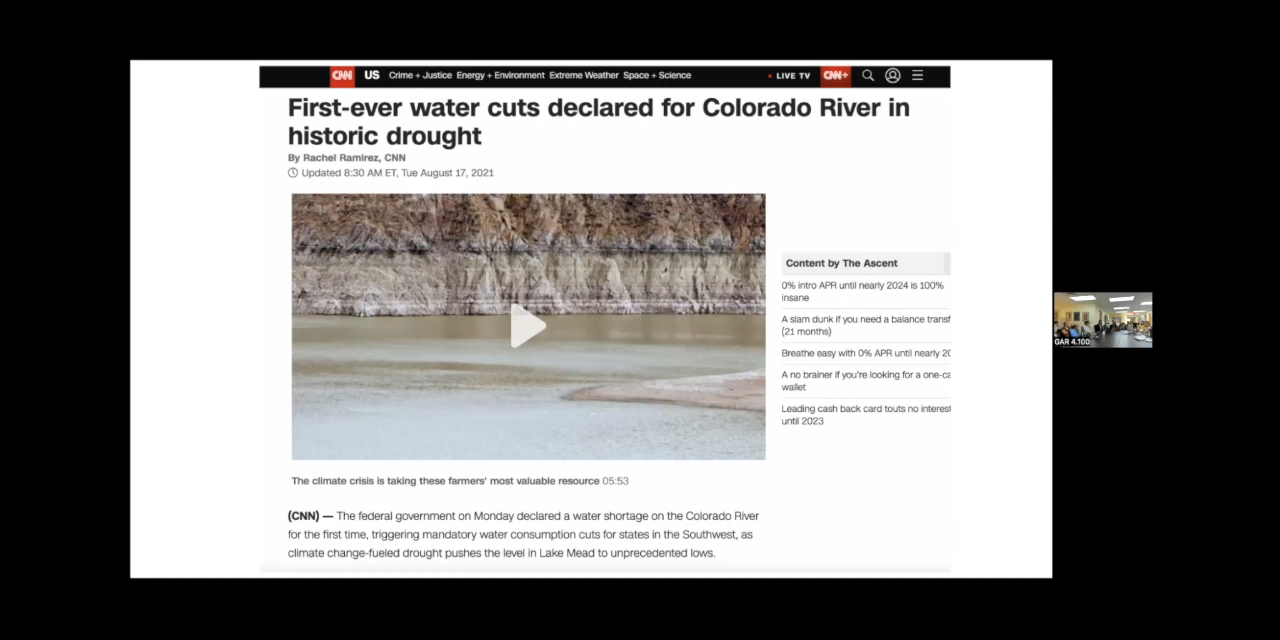 CNN US Crime + Justice Energy + Environment Extreme Weather Space + Science LIVE TV CNN+
First-ever water cuts declared for Colorado River in
historic drought
By Rachel Ramirez, CNN
Updated 8:30 AM ET, Tue August 17, 2021
The climate crisis is taking these farmers' most valuable resource 05:53
(CNN) — The federal government on Monday declared a water shortage on the Colorado River
for the first time, triggering mandatory water consumption cuts for states in the Southwest, as
climate change-fueled drought pushes the level in Lake Mead to unprecedented lows.
Content by The Ascent
0% intro APR until nearly 2024 is 100%
insane
A slam dunk if you need a balance transf
(21 months)
Breathe easy with 0% APR until nearly 20
A no brainer if you're looking for a one-ca
wallet
Leading cash back card touts no interest
until 2023
GAR 4.100